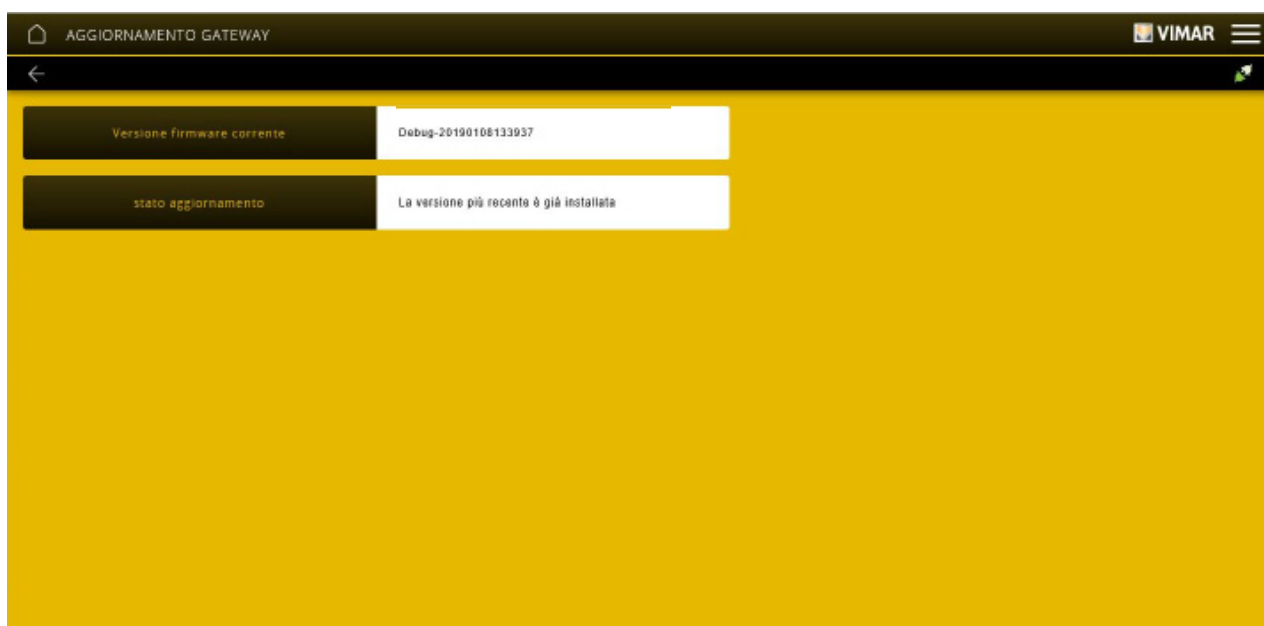 AGGIORNAMENTO GATEWAY
VIMAR
Versione firmware corrente
Debug-20190108133937
stato aggiornamento
La versione più recente è già installata